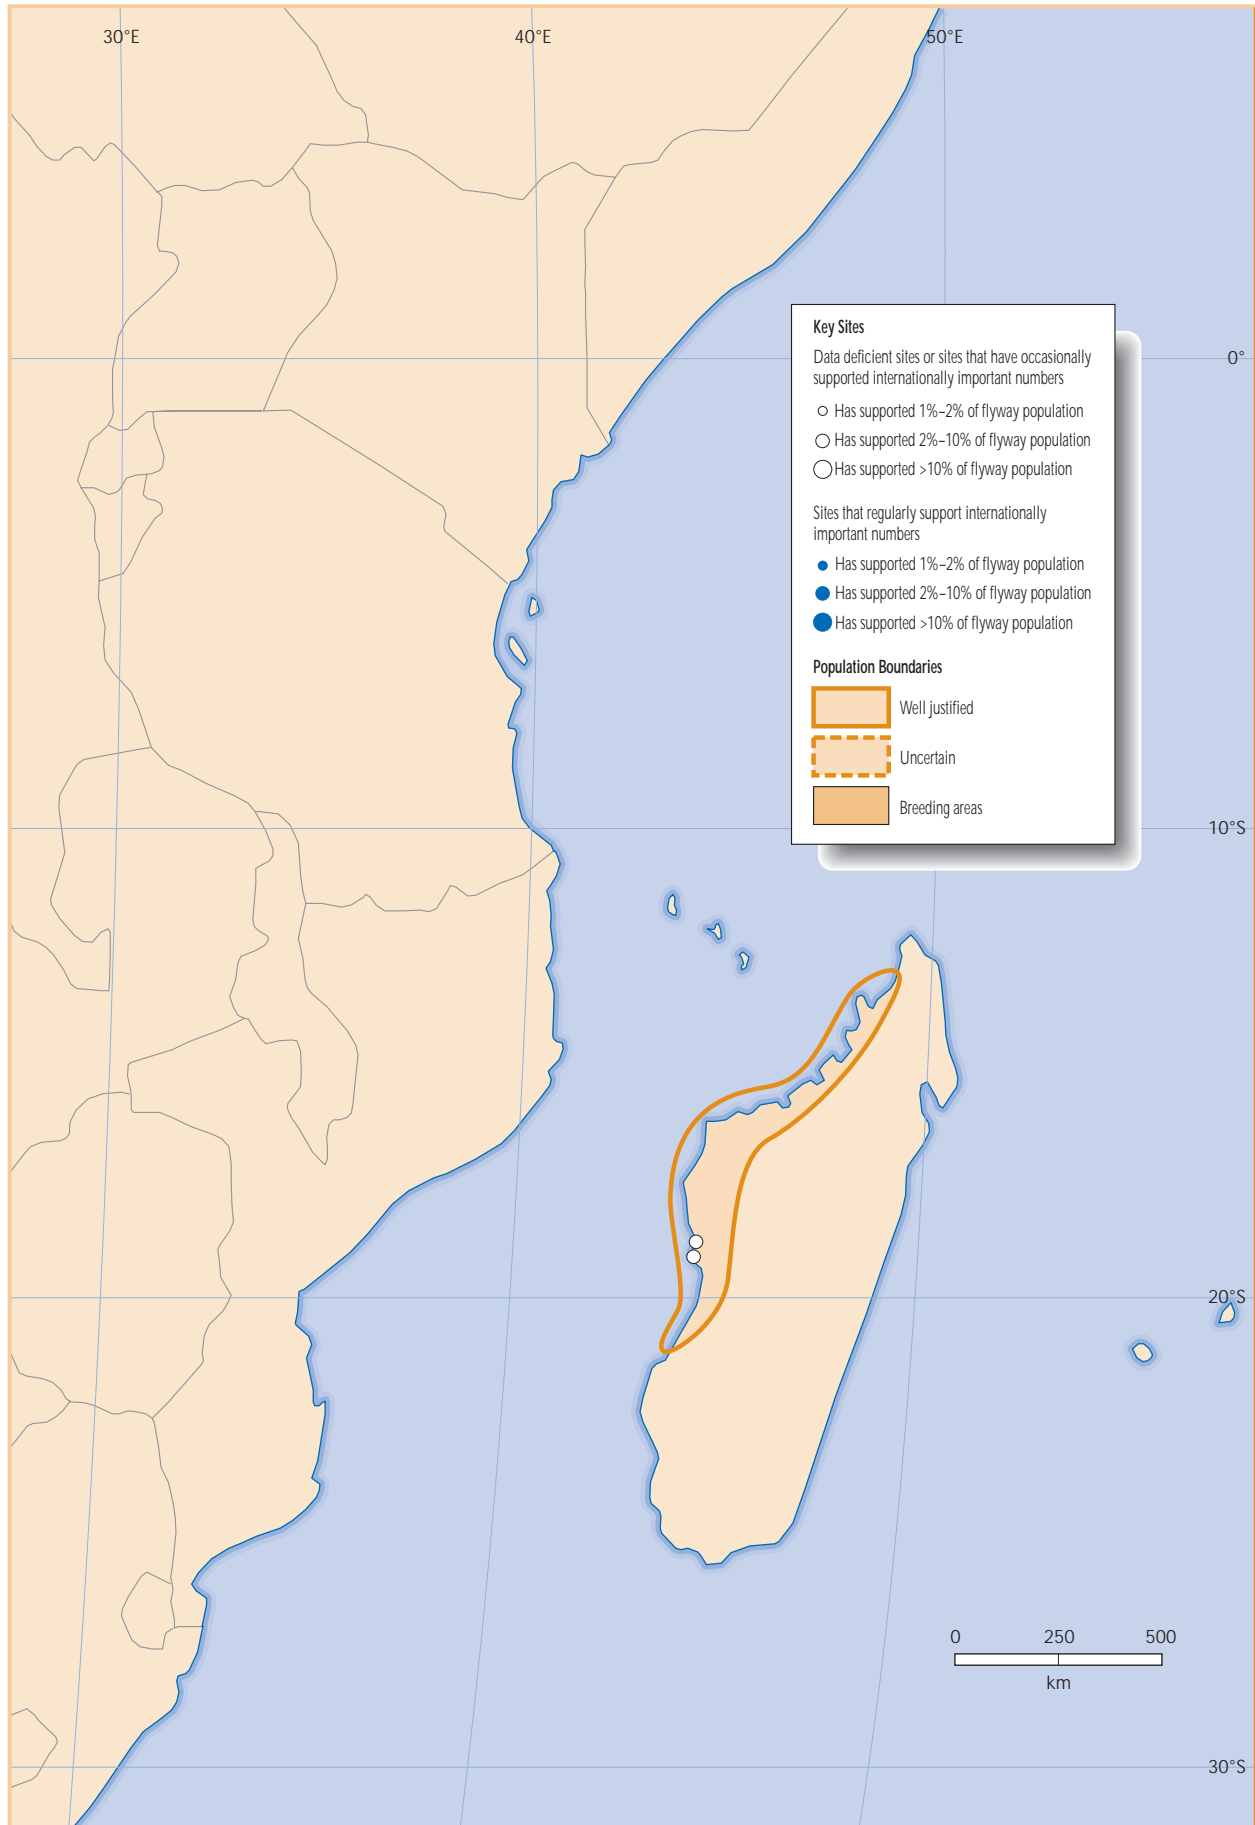 30°E
40°E
50°E
Key Sites
Data deficient sites or sites that have occasionally
supported internationally important numbers
Has supported 1%–2% of flyway population
Has supported 2%–10% of flyway population
Has supported >10% of flyway population
Sites that regularly support internationally
important numbers
Has supported 1%–2% of flyway population
Has supported 2%–10% of flyway population
Has supported >10% of flyway population
Population Boundaries
Well justified
Uncertain
Breeding areas
0°
10°S
20°S
0 250 500
km
30°S